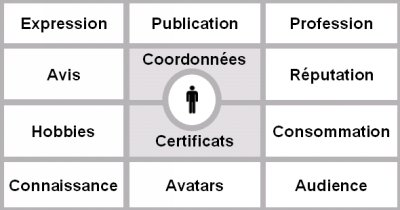 Expression Publication Profession
Avis Coordonnées Réputation
Hobbies Certificats Consommation
Connaissance Avatars Audience